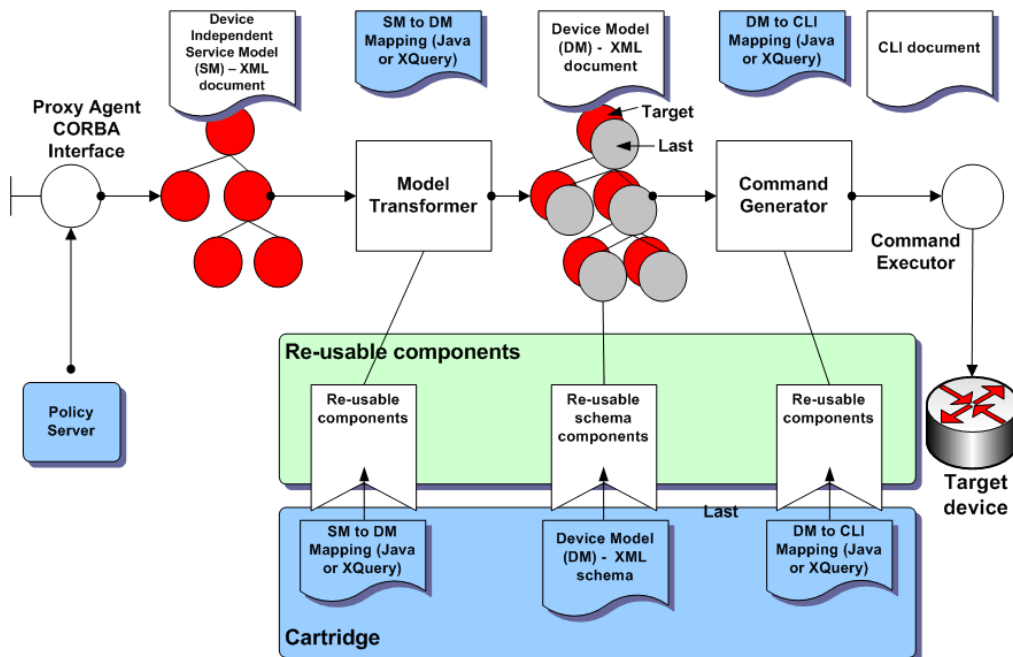 Device
Independent
Service Model
(SM) – XML
document
SM to DM
Mapping (Java
or XQuery)
Device Model
(DM) -  XML
document
DM to CLI
Mapping (Java
or XQuery)
CLI document
Proxy Agent
CORBA
Interface
Target
Last
Model
Transformer
Command
Generator
Command
Executor
Policy
Server
Re-usable components
Re-usable
components
Re-usable
schema
components
Re-usable
components
Target
device
Last
SM to DM
Mapping (Java
or XQuery)
Device Model
(DM) -  XML
schema
DM to CLI
Mapping (Java
or XQuery)
Cartridge